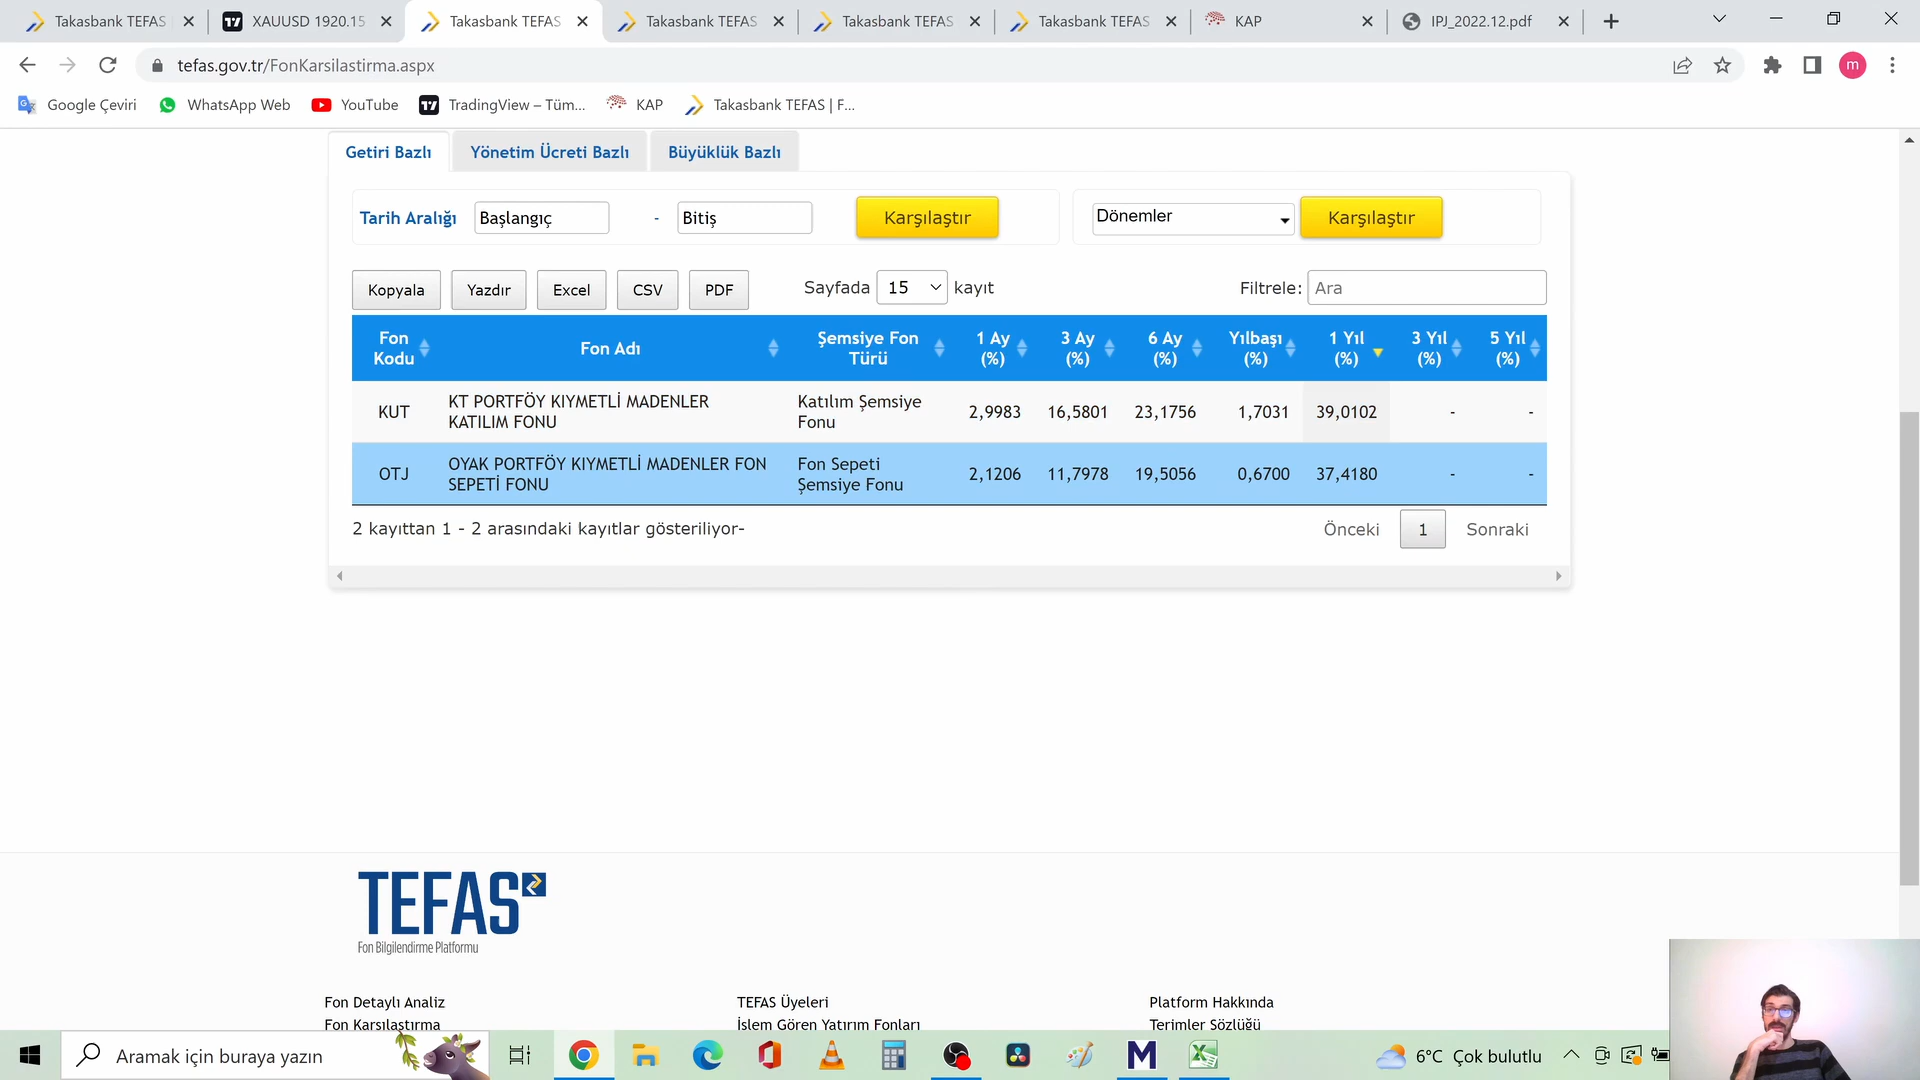 Takasbank TEFAS
XAUUSD 1920.15
Takasbank TEFAS
Takasbank TEFAS
Takasbank TEFAS
Takasbank TEFAS
KAP
IPJ_2022.12.pdf
tefas.gov.tr/FonKarsilastirma.aspx
m
Google Çeviri
WhatsApp Web
YouTube
TradingView – Tüm...
KAP
Takasbank TEFAS | F...
Getiri Bazlı
Yönetim Ücreti Bazlı
Büyüklük Bazlı
Tarih Aralığı
Başlangıç
-
Bitiş
Karşılaştır
Dönemler
Karşılaştır
Kopyala
Yazdır
Excel
CSV
PDF
Sayfada 15 kayıt
Filtrele: Ara
Fon Kodu
Fon Adı
Şemsiye Fon Türü
1 Ay (%)
3 Ay (%)
6 Ay (%)
Yılbaşı (%)
1 Yıl (%)
3 Yıl (%)
5 Yıl (%)
KUT
KT PORTFÖY KIYMETLİ MADENLER
KATILIM FONU
Katılım Şemsiye
Fonu
2,9983 16,5801 23,1756 1,7031 39,0102 - -
OTJ
OYAK PORTFÖY KIYMETLİ MADENLER FON
SEPETİ FONU
Fon Sepeti
Şemsiye Fonu
2,1206 11,7978 19,5056 0,6700 37,4180 - -
2 kayıttan 1 - 2 arasındaki kayıtlar gösteriliyor-
Önceki 1 Sonraki
TEFAS
Fon Bilgilendirme Platformu
Fon Detaylı Analiz
TEFAS Üyeleri
Platform Hakkında
Fon Karşılaştırma
İşlem Gören Yatırım Fonları
Terimler Sözlüğü
Aramak için buraya yazın
6°C Çok bulutlu